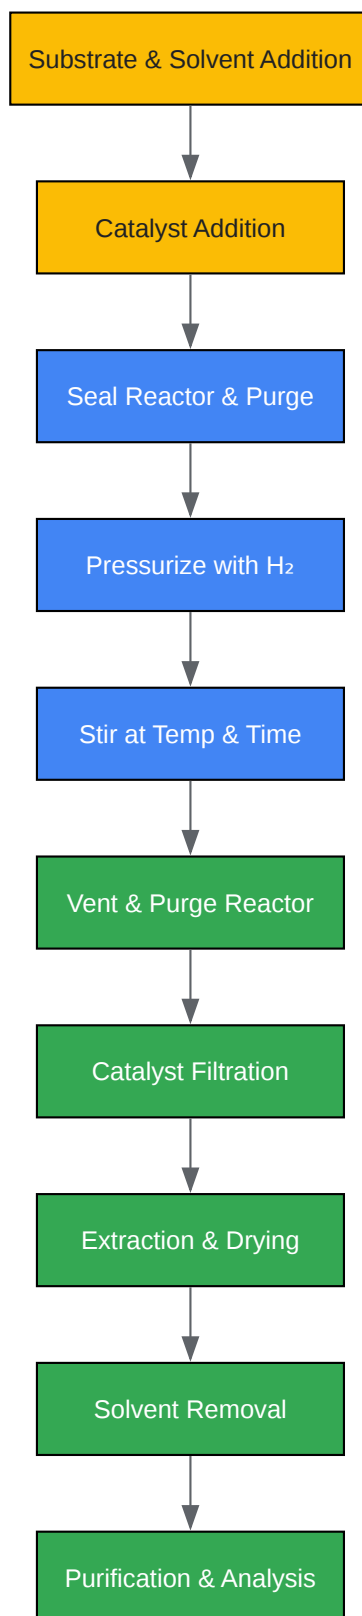 Substrate & Solvent Addition
Catalyst Addition
Seal Reactor & Purge
Pressurize with H₂
Stir at Temp & Time
Vent & Purge Reactor
Catalyst Filtration
Extraction & Drying
Solvent Removal
Purification & Analysis